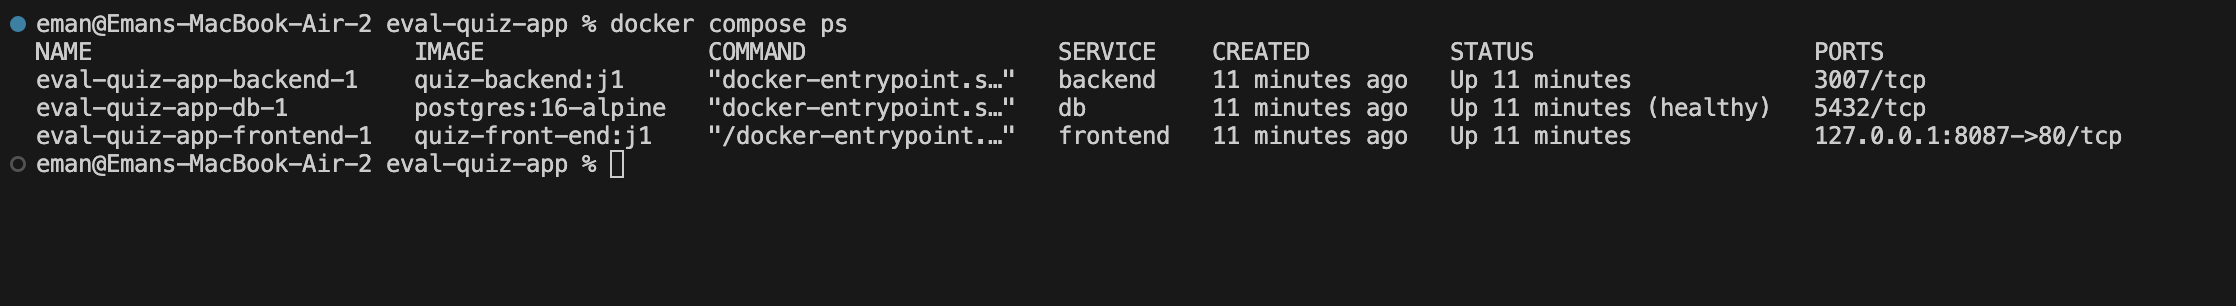 eman@Emans-MacBook-Air-2 eval-quiz-app % docker compose ps
NAME IMAGE COMMAND SERVICE CREATED STATUS PORTS
eval-quiz-app-backend-1 quiz-backend:j1 "docker-entrypoint.s…" backend 11 minutes ago Up 11 minutes 3007/tcp
eval-quiz-app-db-1 postgres:16-alpine "docker-entrypoint.s…" db 11 minutes ago Up 11 minutes (healthy) 5432/tcp
eval-quiz-app-frontend-1 quiz-front-end:j1 "/docker-entrypoint.…" frontend 11 minutes ago Up 11 minutes 127.0.0.1:8087->80/tcp
eman@Emans-MacBook-Air-2 eval-quiz-app %